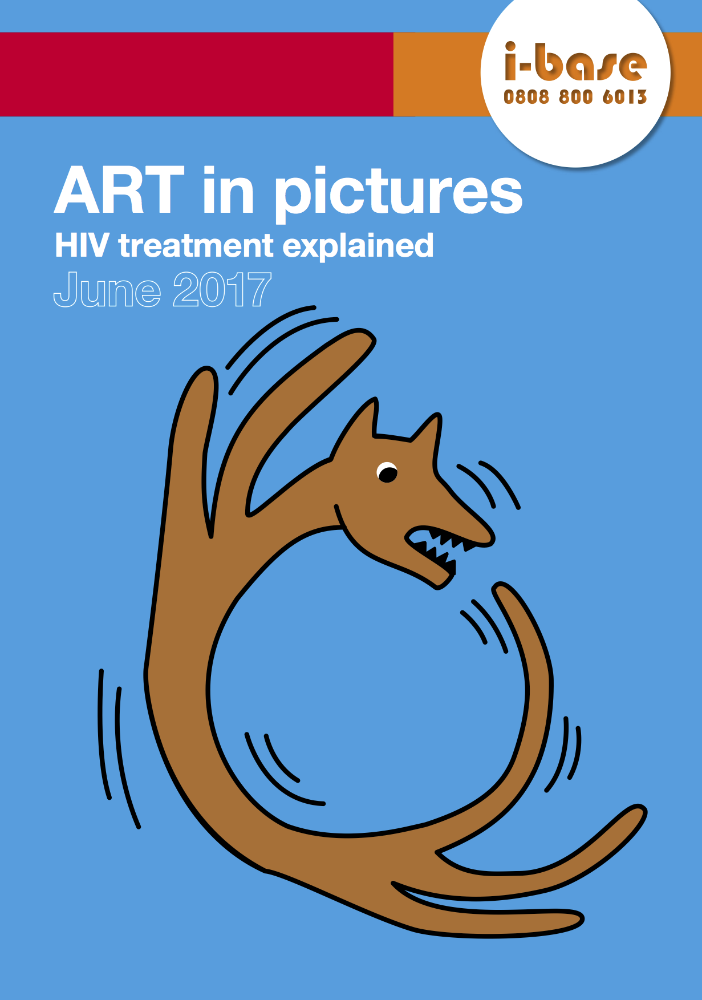 i-base
0808 800 6013
ART in pictures
HIV treatment explained
June 2017